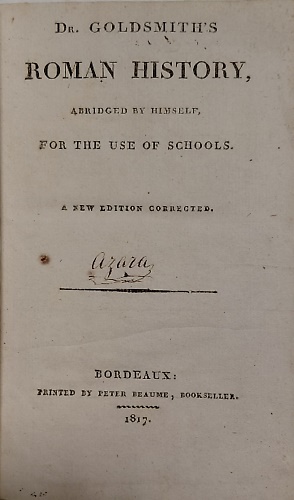 DR. GOLDSMITH'S
ROMAN HISTORY,
ABRIDGED BY HIMSELF,
FOR THE USE OF SCHOOLS.
A NEW EDITION CORRECTED.
Azara
BORDEAUX:
PRINTED BY PETER BEAUME, BOOKSELLER.
1817.